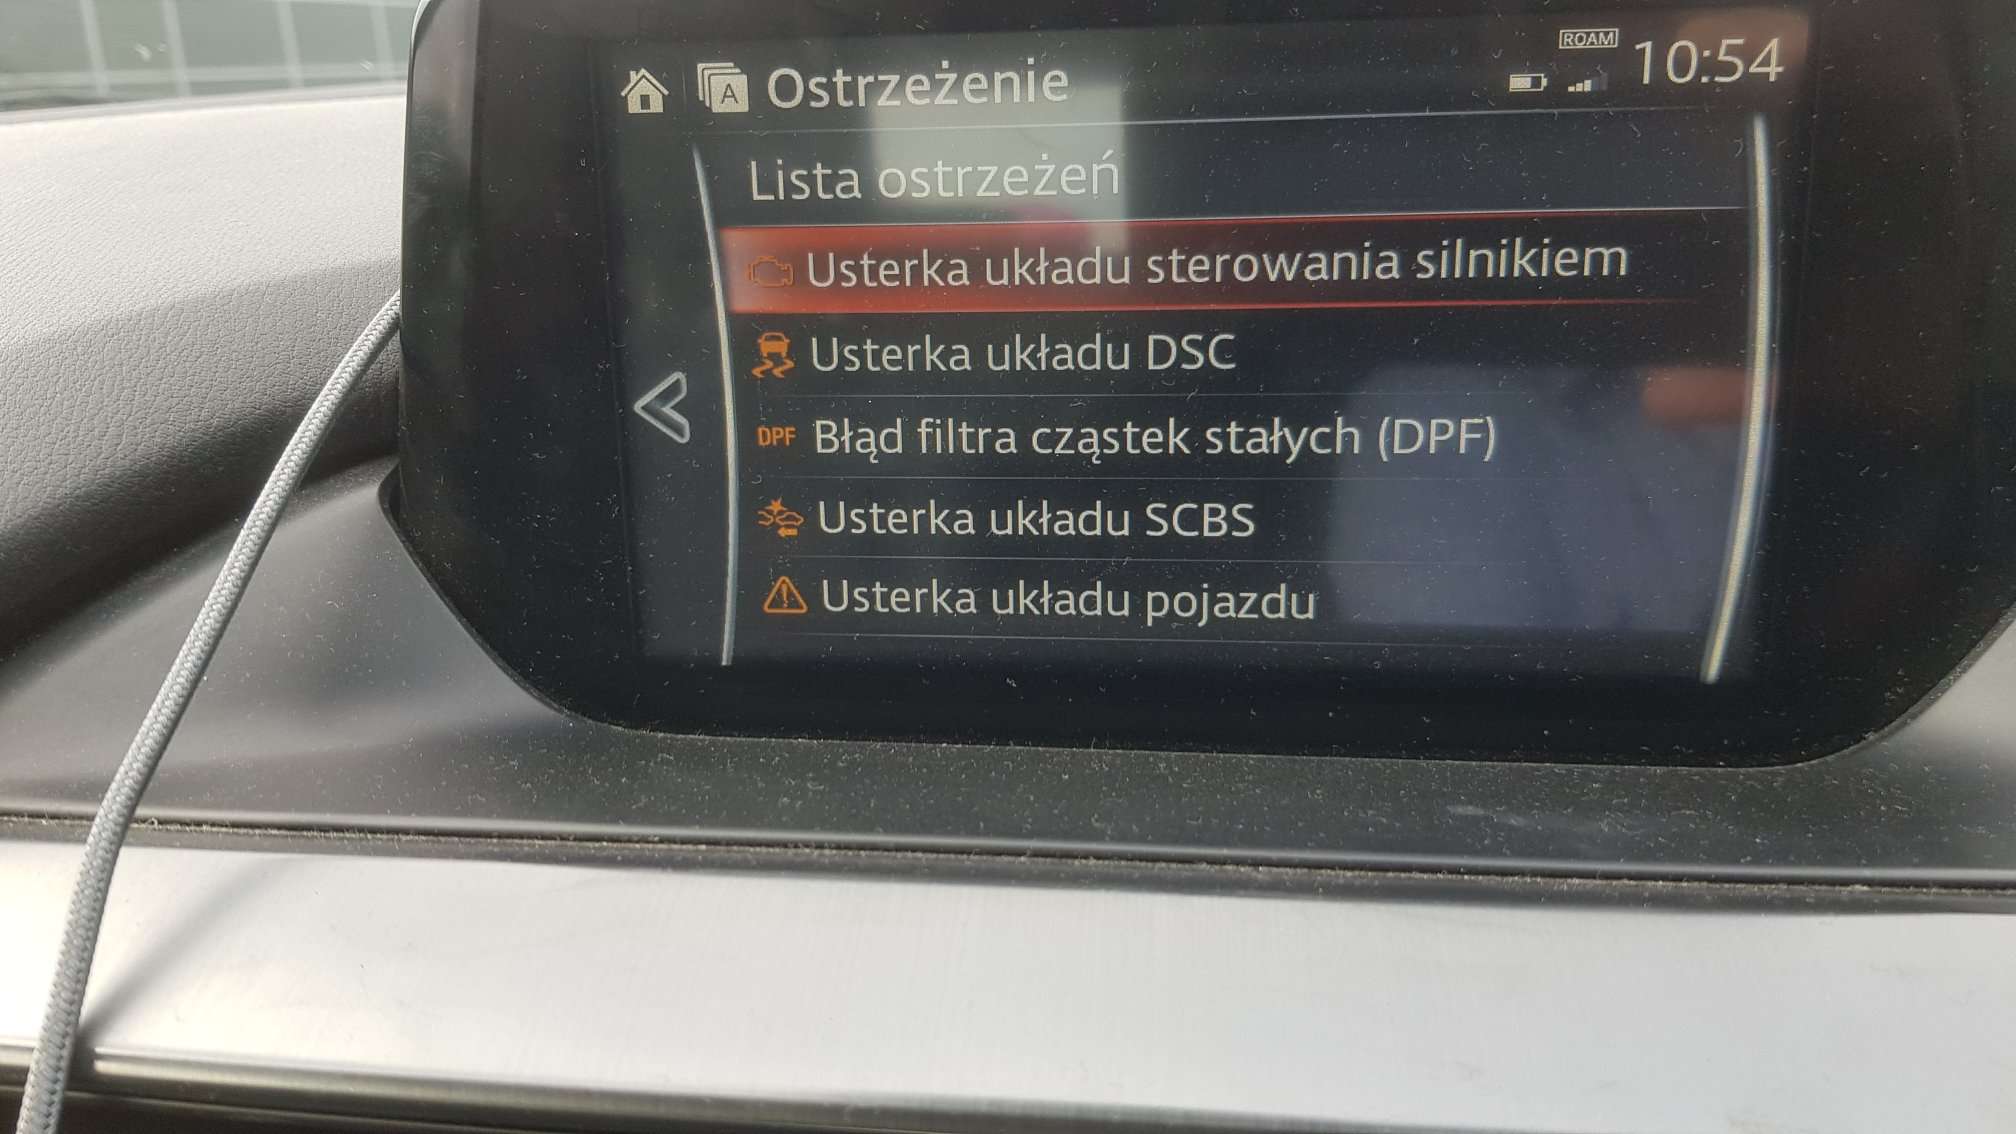 ROAM
A Ostrzeżenie 10:54
Lista ostrzeżeń
Usterka układu sterowania silnikiem
Usterka układu DSC
DPF Błąd filtra cząstek stałych (DPF)
Usterka układu SCBS
Usterka układu pojazdu